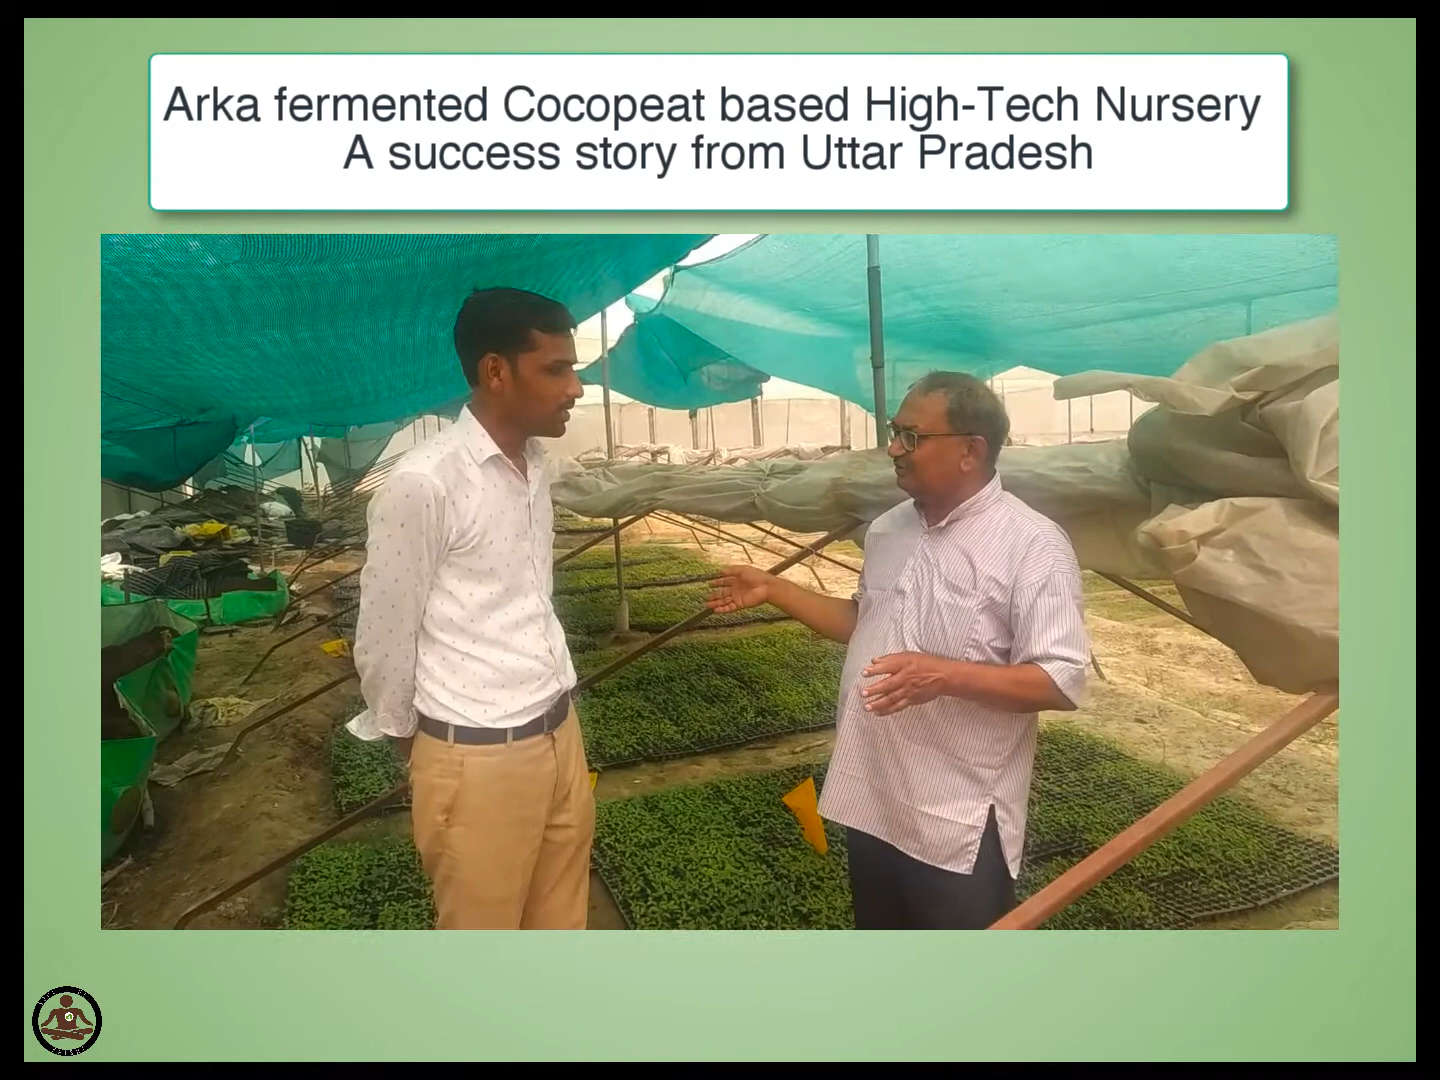 Arka fermented Cocopeat based High-Tech Nursery
A success story from Uttar Pradesh